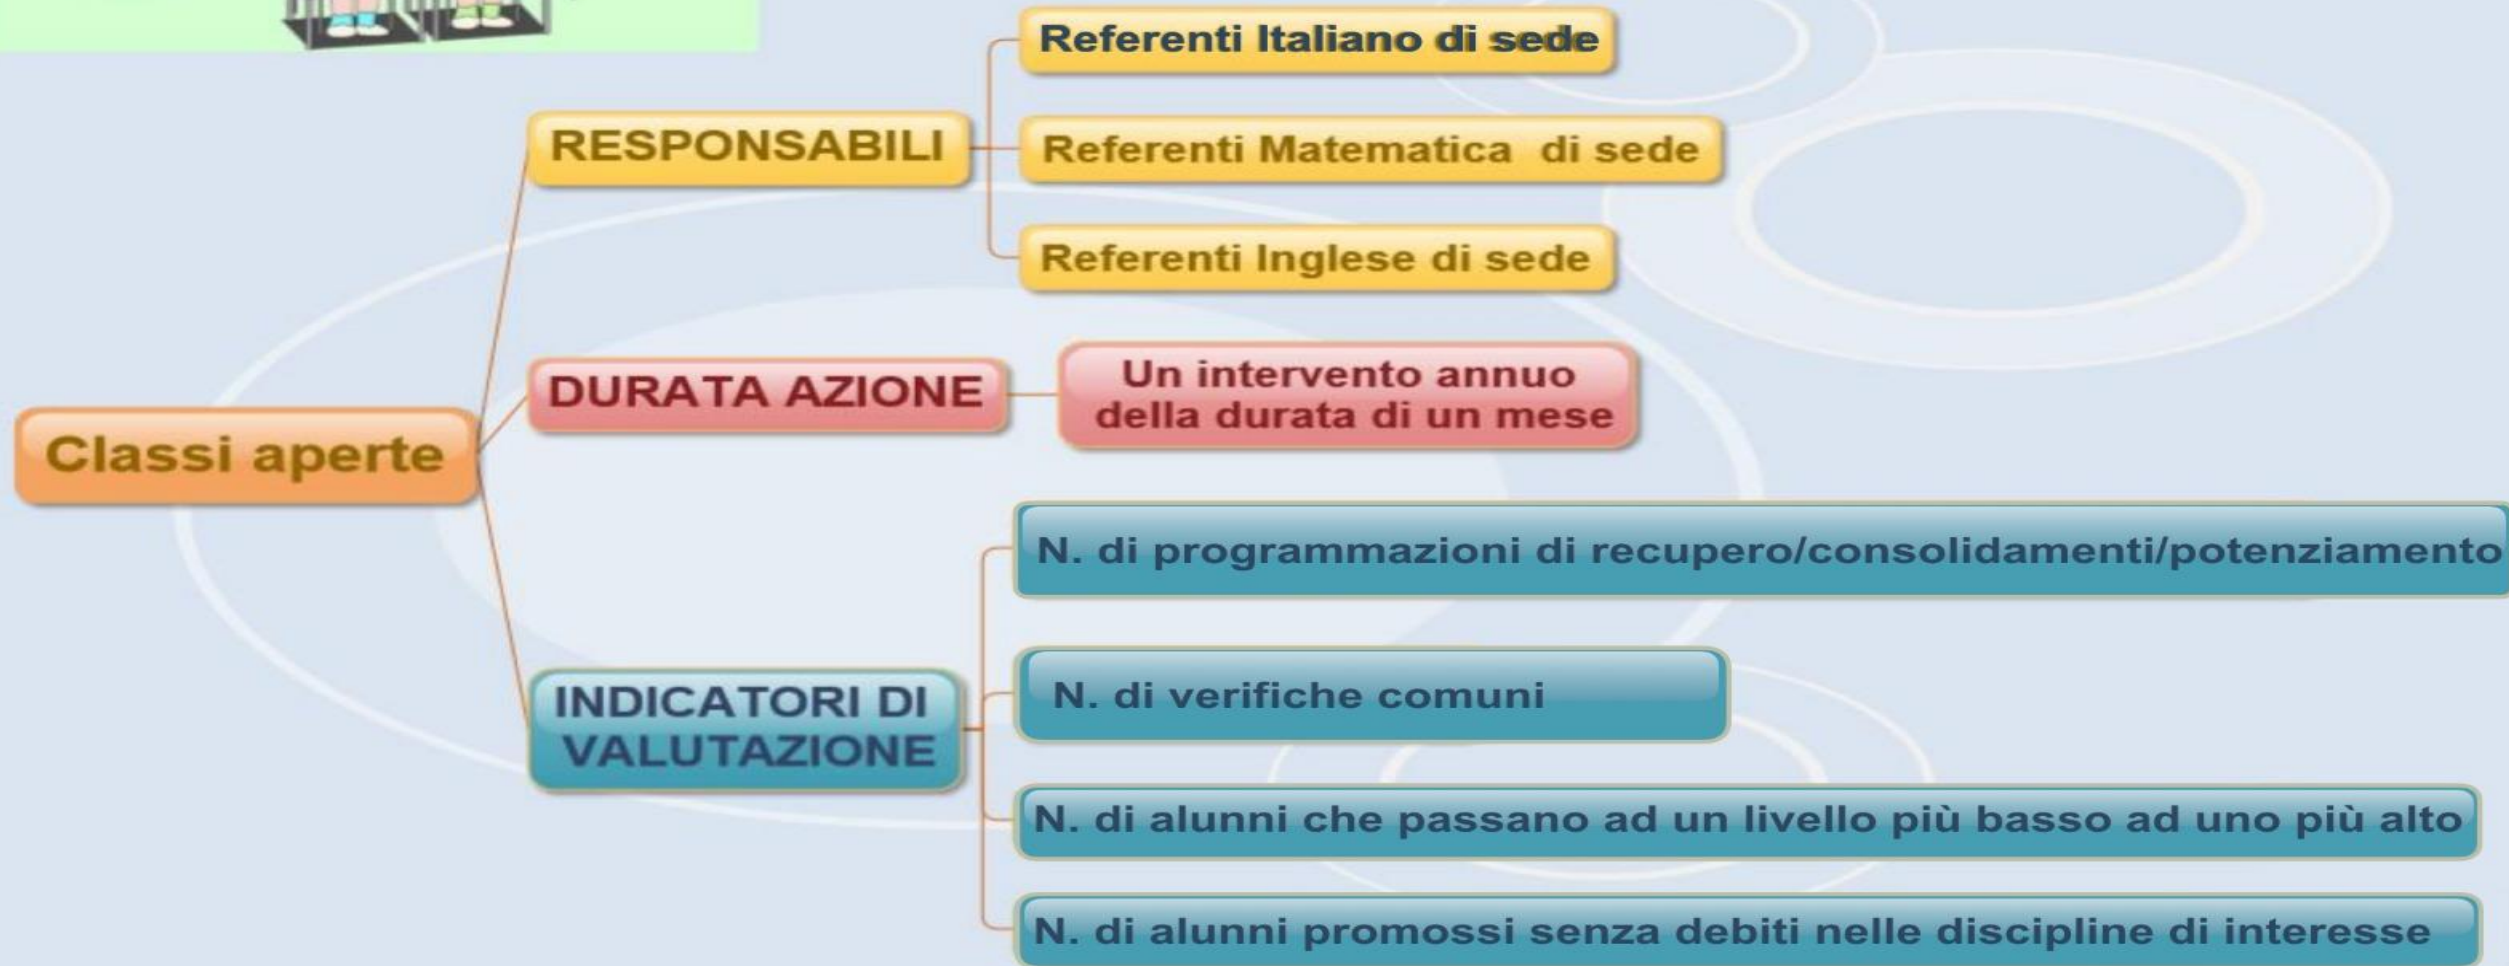 Referenti Italiano di sede
RESPONSABILI
Referenti Matematica di sede
Referenti Inglese di sede
DURATA AZIONE
Un intervento annuo
della durata di un mese
Classi aperte
N. di programmazioni di recupero/consolidamenti/potenziamento
INDICATORI DI
VALUTAZIONE
N. di verifiche comuni
N. di alunni che passano ad un livello più basso ad uno più alto
N. di alunni promossi senza debiti nelle discipline di interesse